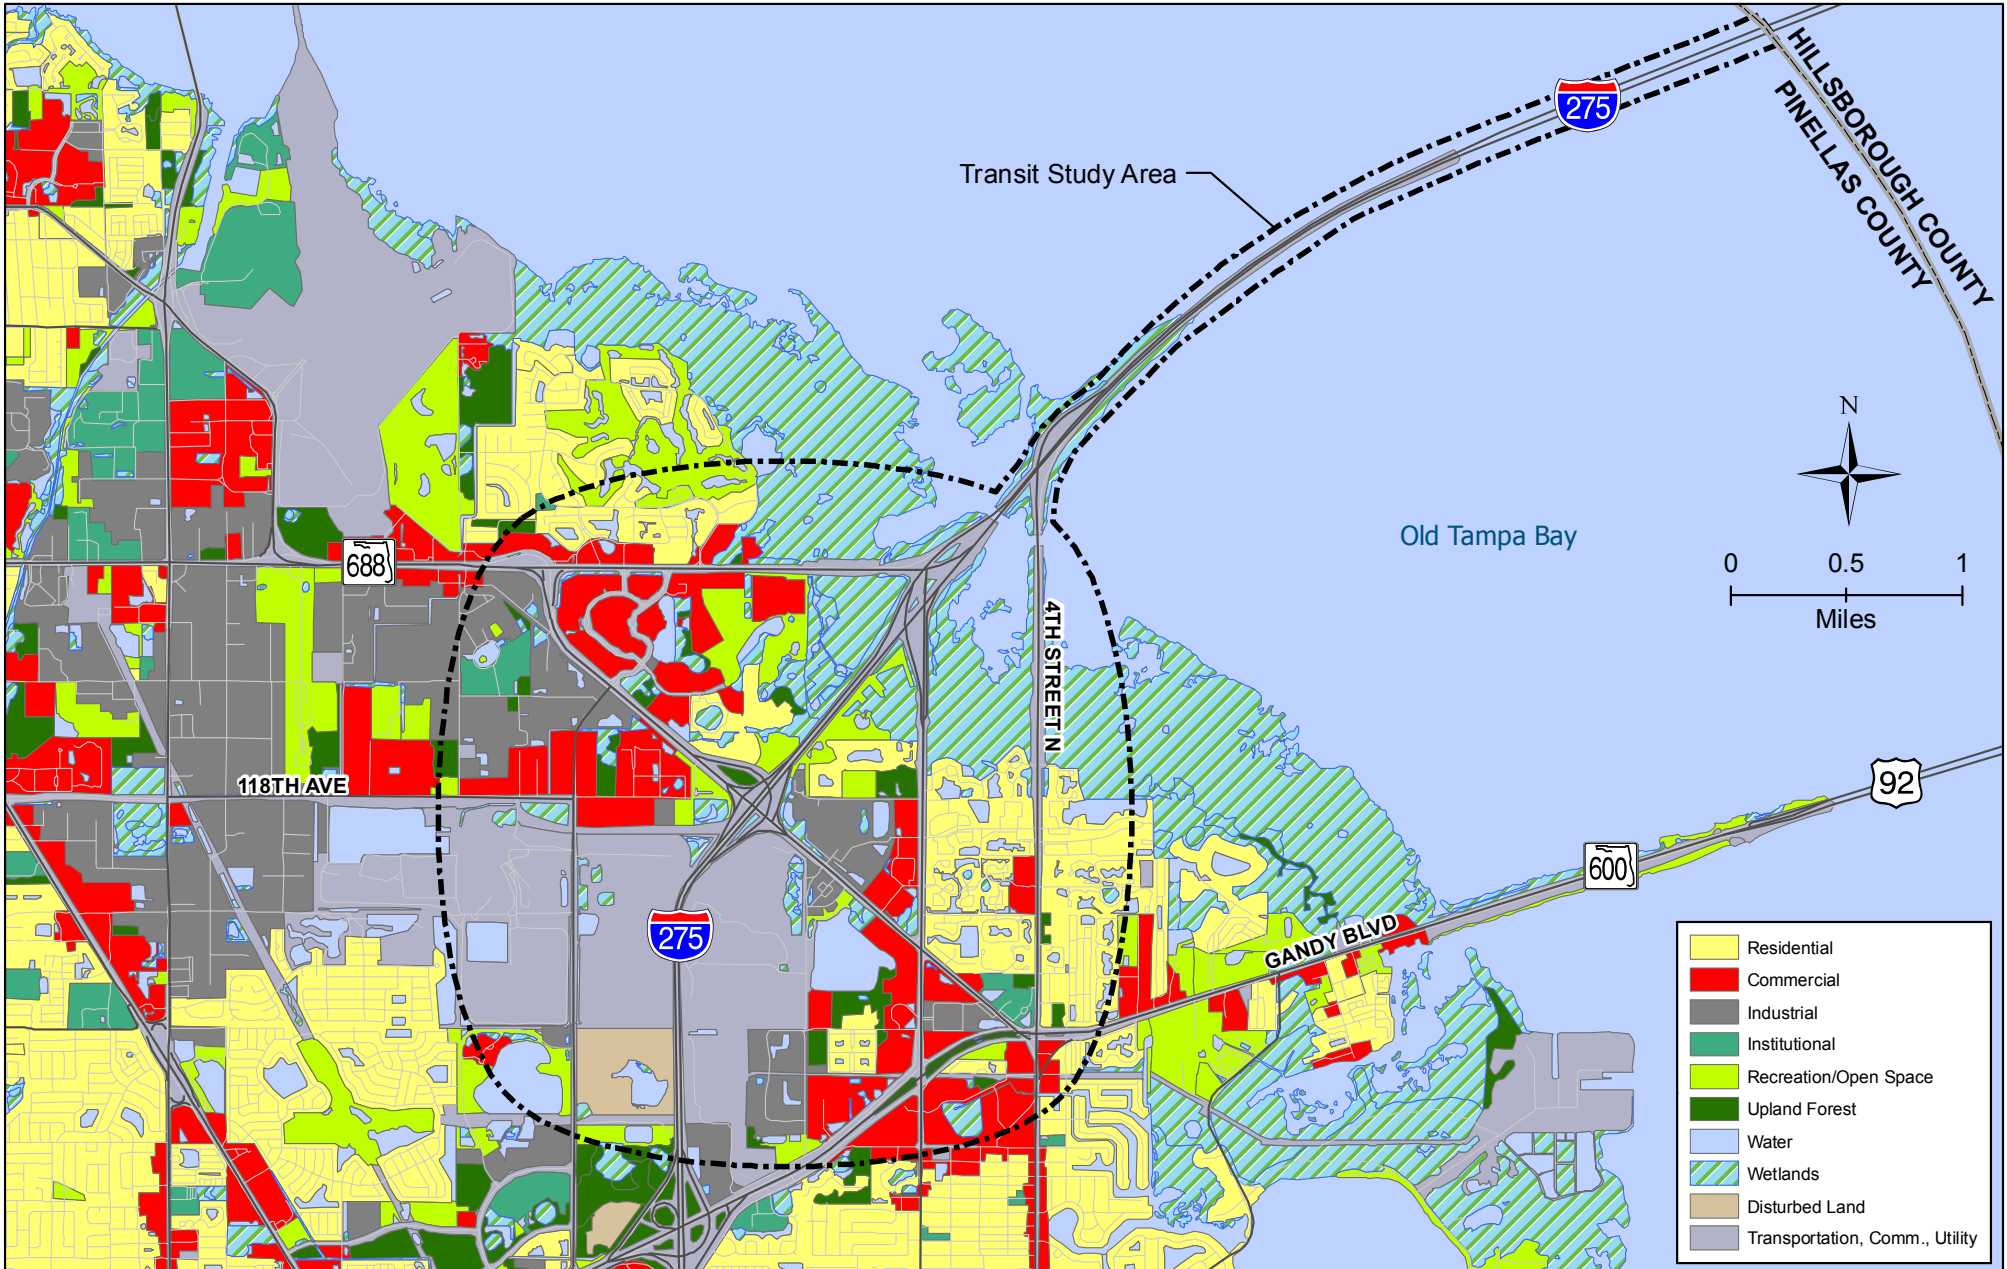 275
HILLSBOROUGH COUNTY
PINELLAS COUNTY
Transit Study Area
N
Old Tampa Bay
0 0.5 1
Miles
688
4TH STREET N
118TH AVE
92
600
275
GANDY BLVD
Residential
Commercial
Industrial
Institutional
Recreation/Open Space
Upland Forest
Water
Wetlands
Disturbed Land
Transportation, Comm., Utility